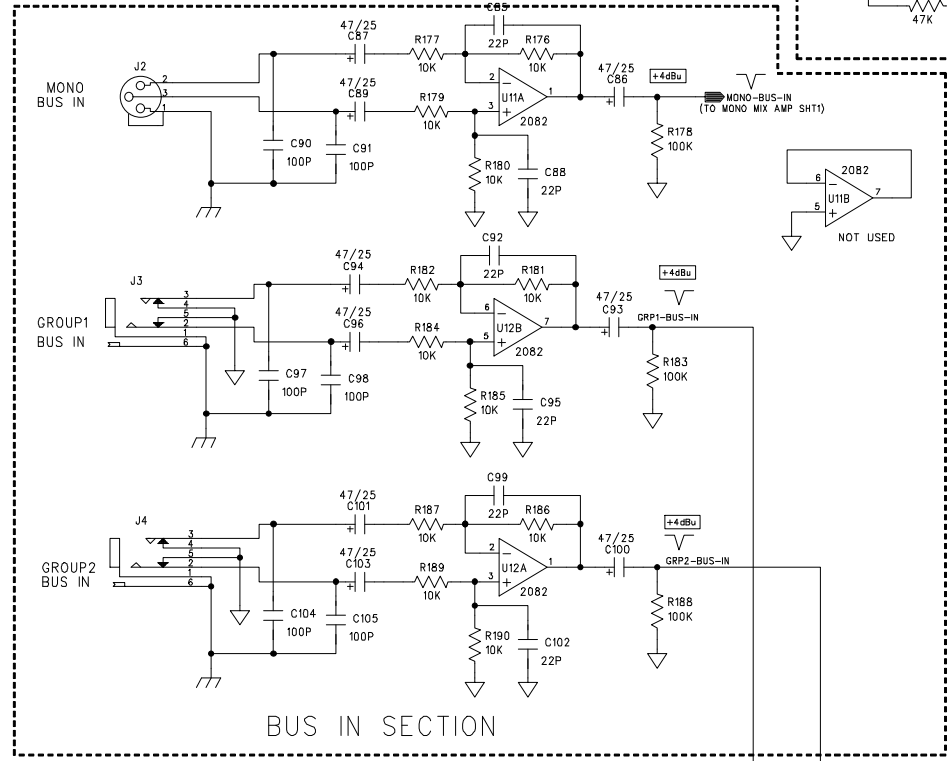 47K
47/25
C87
R177
10K
C85
22P
R176
10K
J2
MONO
BUS IN
2
3
1
47/25
C89
R179
10K
2
3
1
U11A
2082
47/25
C86
+4dBu
MONO-BUS-IN
(TO MONO MIX AMP SHT1)
R178
100K
C90
100P
C91
100P
R180
10K
C88
22P
2082
6
5
7
U11B
NOT USED
47/25
C94
R182
10K
C92
22P
R181
10K
J3
GROUP1
BUS IN
3
4
5
2
1
6
47/25
C96
R184
10K
6
5
7
U12B
2082
47/25
C93
+4dBu
GRP1-BUS-IN
R183
100K
C97
100P
C98
100P
R185
10K
C95
22P
47/25
C101
R187
10K
C99
22P
R186
10K
J4
GROUP2
BUS IN
3
4
5
2
1
6
47/25
C103
R189
10K
2
3
1
U12A
2082
47/25
C100
+4dBu
GRP2-BUS-IN
R188
100K
C104
100P
C105
100P
R190
10K
C102
22P
+
+
+
+
+
+
+
+
+
BUS IN SECTION